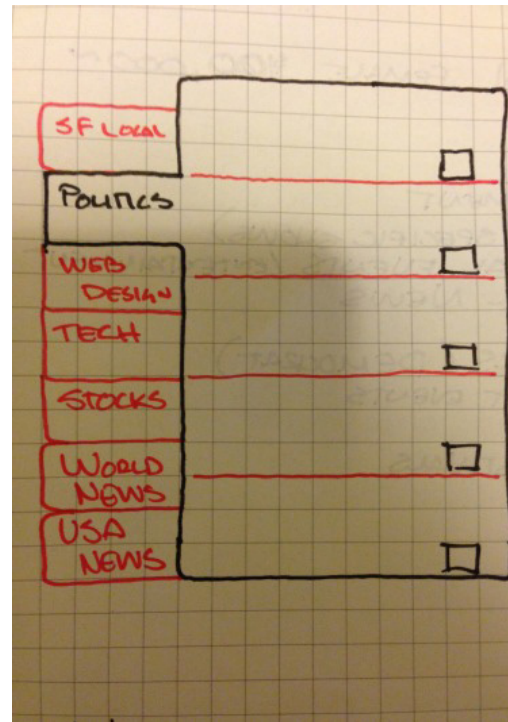 SF LOCAL
POLITICS
WEB
DESIGN
TECH
STOCKS
WORLD
NEWS
USA
NEWS